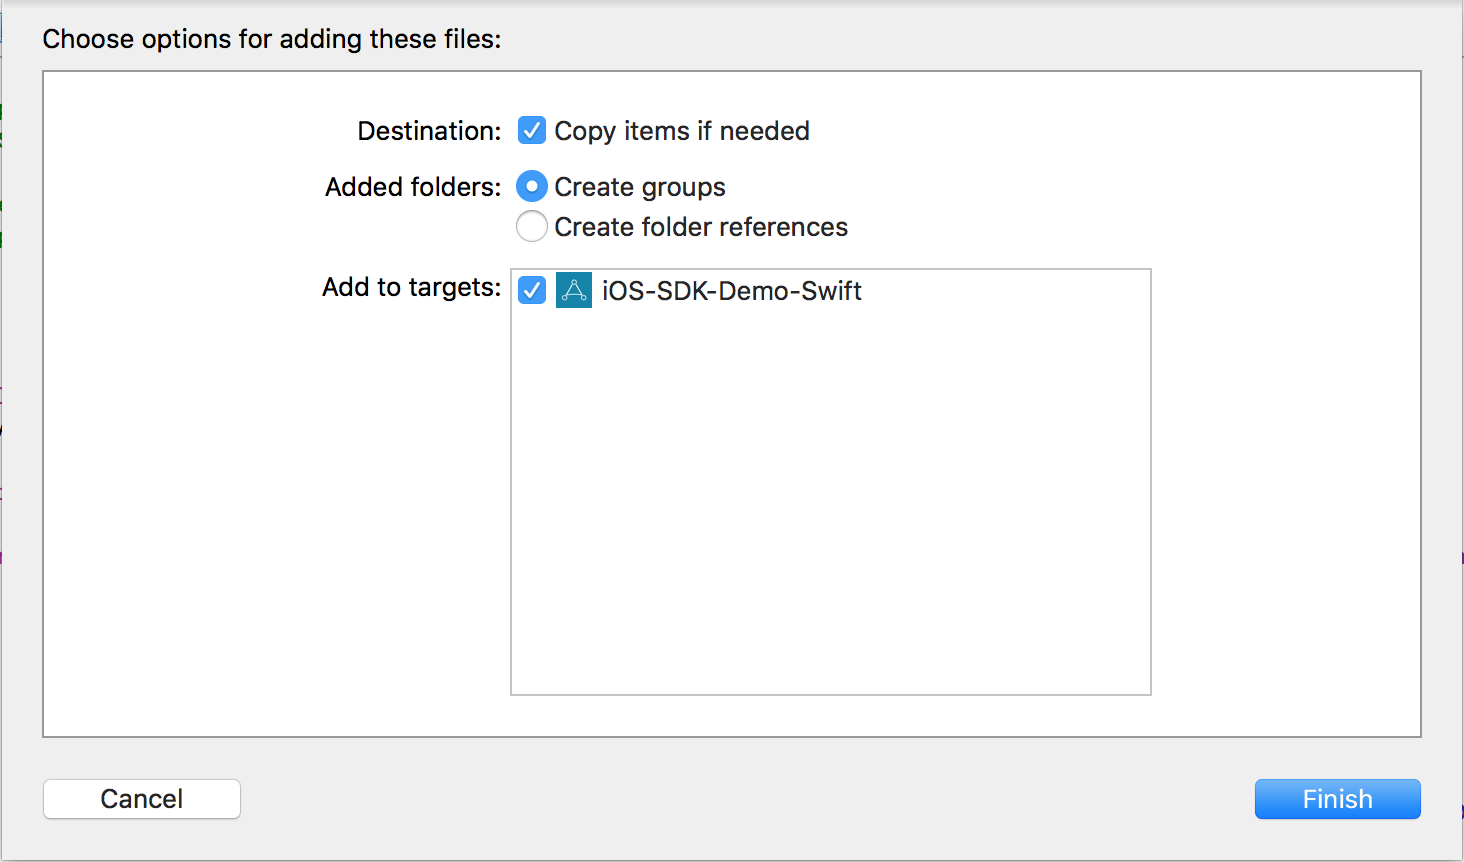 Choose options for adding these files:
Destination: Copy items if needed
Added folders: Create groups
Create folder references
Add to targets: iOS-SDK-Demo-Swift
Cancel
Finish